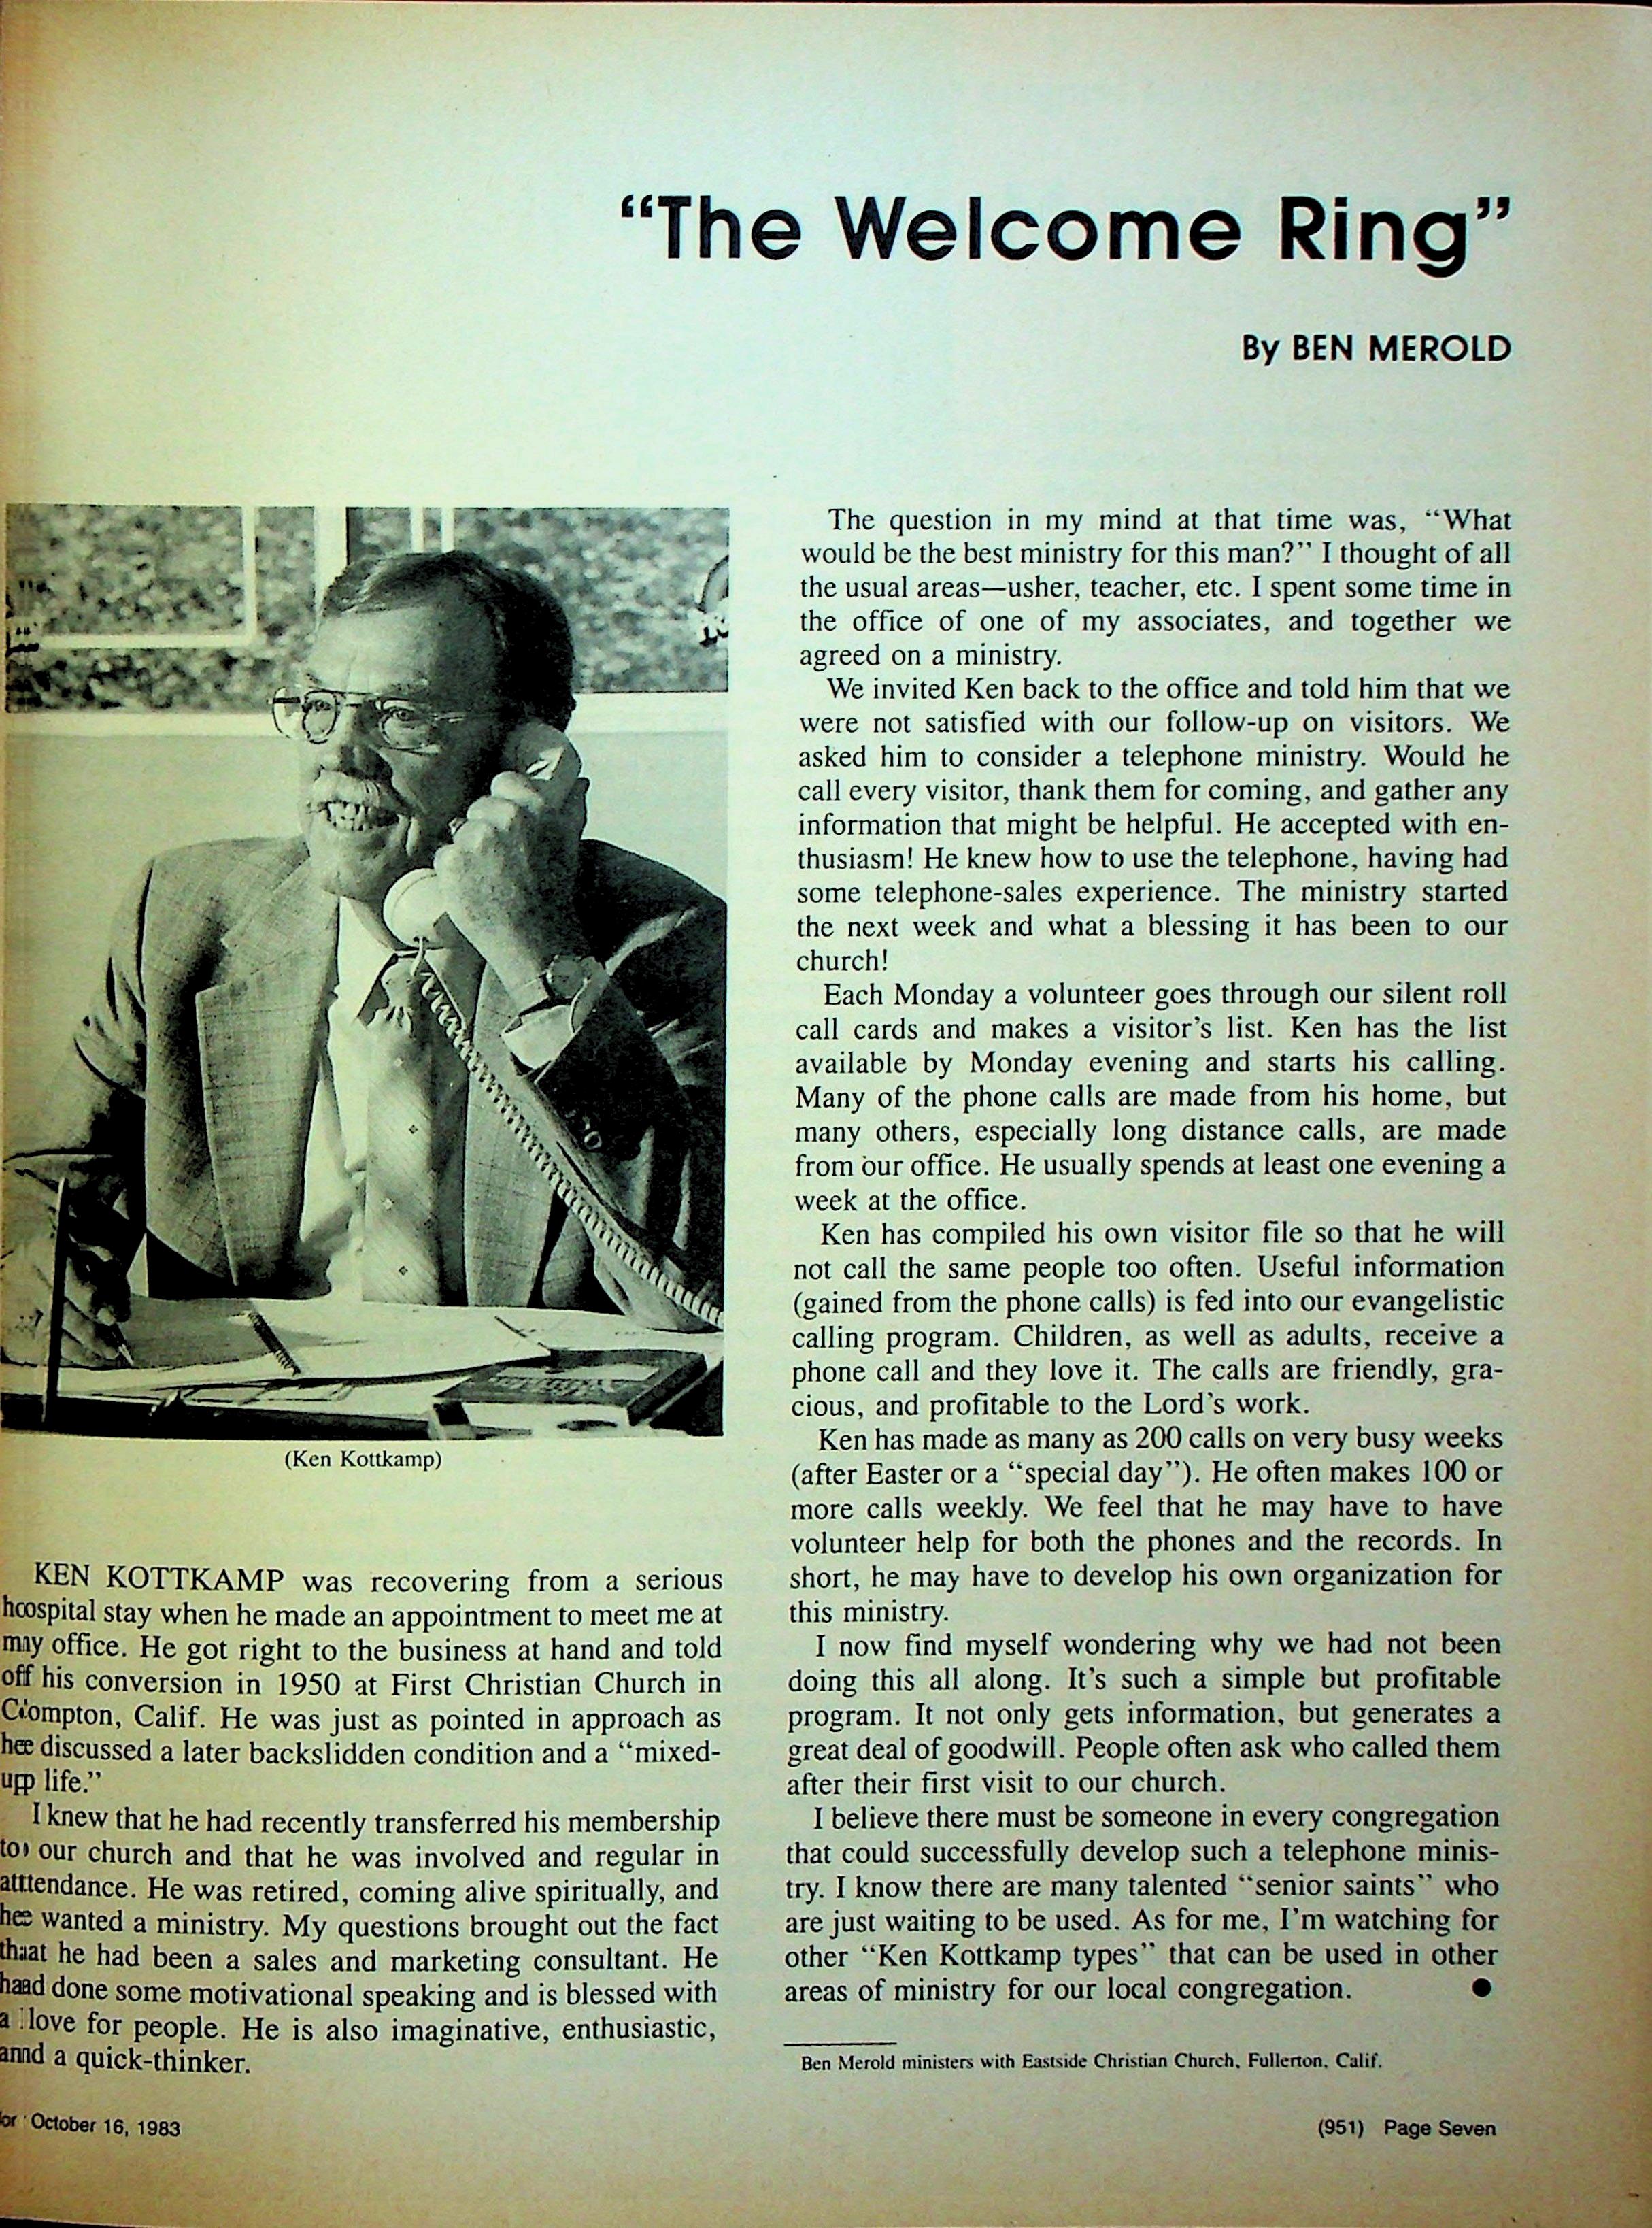 “The Welcome Ring”
By BEN MEROLD
(Ken Kottkamp)
KEN KOTTKAMP was recovering from a serious
hospital stay when he made an appointment to meet me at
my office. He got right to the business at hand and told
of his conversion in 1950 at First Christian Church in
Compton, Calif. He was just as pointed in approach as
he discussed a later backslidden condition and a “mixed-
up life.”
I knew that he had recently transferred his membership
to our church and that he was involved and regular in
attendance. He was retired, coming alive spiritually, and
he wanted a ministry. My questions brought out the fact
that he had been a sales and marketing consultant. He
had done some motivational speaking and is blessed with
a love for people. He is also imaginative, enthusiastic,
and a quick-thinker.
The question in my mind at that time was, “What
would be the best ministry for this man?” I thought of all
the usual areas—usher, teacher, etc. I spent some time in
the office of one of my associates, and together we
agreed on a ministry.
We invited Ken back to the office and told him that we
were not satisfied with our follow-up on visitors. We
asked him to consider a telephone ministry. Would he
call every visitor, thank them for coming, and gather any
information that might be helpful. He accepted with en-
thusiasm! He knew how to use the telephone, having had
some telephone-sales experience. The ministry started
the next week and what a blessing it has been to our
church!
Each Monday a volunteer goes through our silent roll
call cards and makes a visitor’s list. Ken has the list
available by Monday evening and starts his calling.
Many of the phone calls are made from his home, but
many others, especially long distance calls, are made
from our office. He usually spends at least one evening a
week at the office.
Ken has compiled his own visitor file so that he will
not call the same people too often. Useful information
(gained from the phone calls) is fed into our evangelistic
calling program. Children, as well as adults, receive a
phone call and they love it. The calls are friendly, gra-
cious, and profitable to the Lord’s work.
Ken has made as many as 200 calls on very busy weeks
(after Easter or a “special day”). He often makes 100 or
more calls weekly. We feel that he may have to have
volunteer help for both the phones and the records. In
short, he may have to develop his own organization for
this ministry.
I now find myself wondering why we had not been
doing this all along. It’s such a simple but profitable
program. It not only gets information, but generates a
great deal of goodwill. People often ask who called them
after their first visit to our church.
I believe there must be someone in every congregation
that could successfully develop such a telephone minis-
try. I know there are many talented “senior saints” who
are just waiting to be used. As for me, I’m watching for
other “Ken Kottkamp types” that can be used in other
areas of ministry for our local congregation. ●
Ben Merold ministers with Eastside Christian Church, Fullerton, Calif.
for October 16, 1983
(951) Page Seven